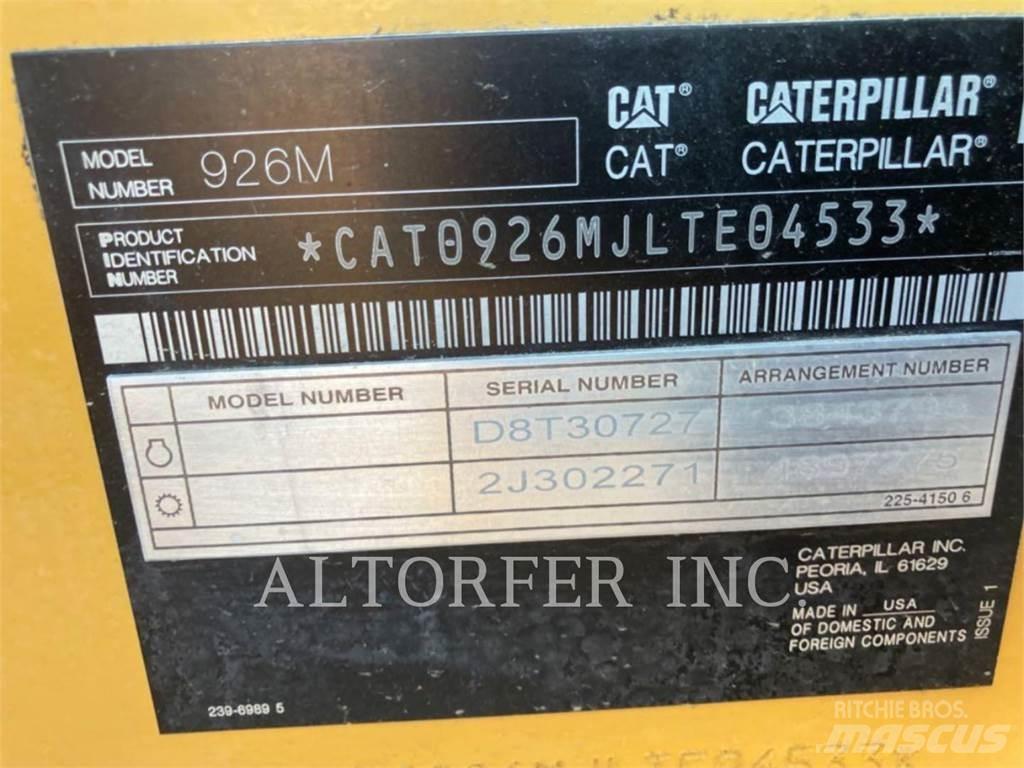 CAT® CATERPILLAR®
CAT® CATERPILLAR®
MODEL NUMBER 926M
PRODUCT IDENTIFICATION NUMBER *CAT0926MJLTE04533*
MODEL NUMBER SERIAL NUMBER ARRANGEMENT NUMBER
D8T30727
2J302271
225-4150 6
ALTORFER INC.
CATERPILLAR INC.
PEORIA, IL 61629
USA
MADE IN USA
OF DOMESTIC AND
FOREIGN COMPONENTS
ISSUE 1
239-6989 5
RITCHIE BROS.
MASCUS